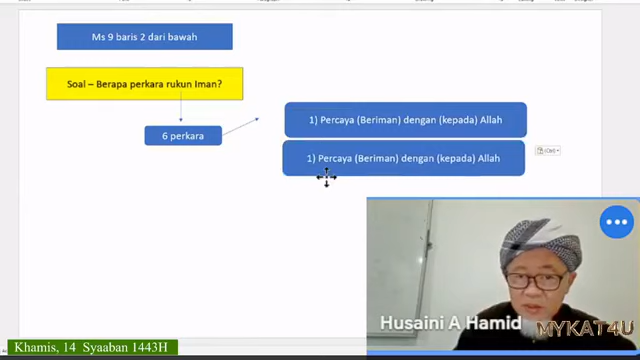 Ms 9 baris 2 dari bawah
Soal – Berapa perkara rukun Iman?
6 perkara
1) Percaya (Beriman) dengan (kepada) Allah
1) Percaya (Beriman) dengan (kepada) Allah
(Ctrl)
Husaini A Hamid
MYKAT4U
Khamis, 14 Syaaban 1443H